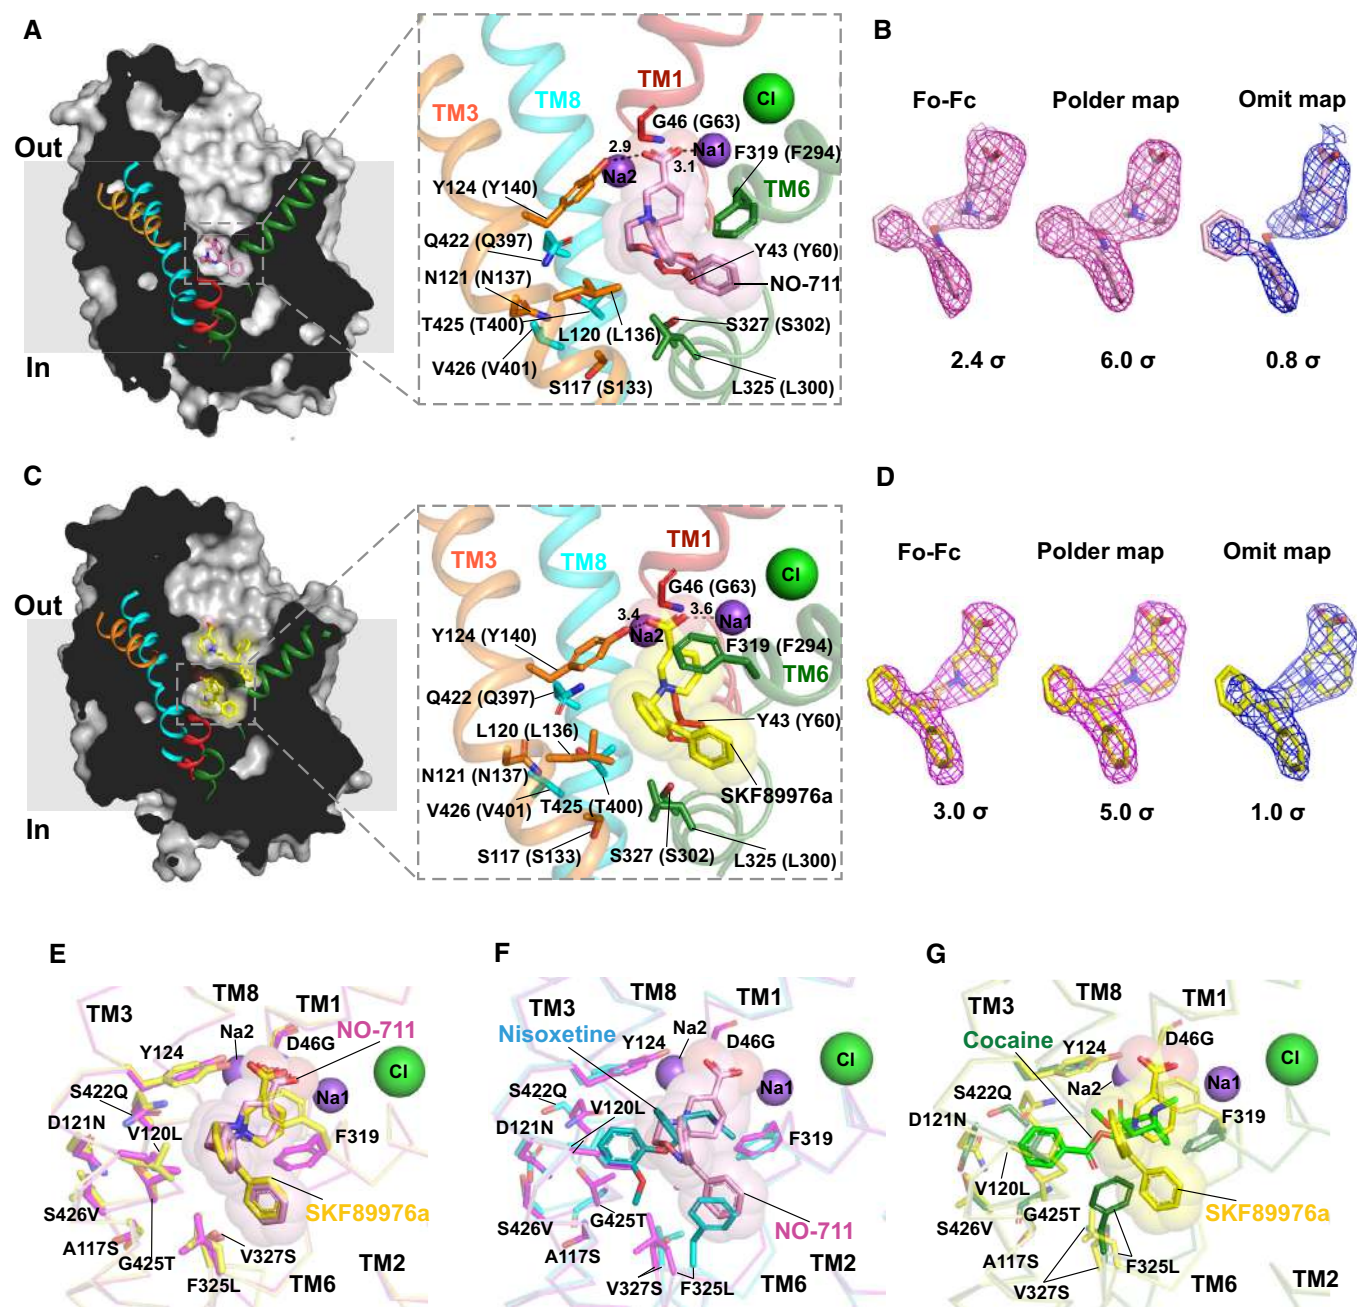 A
Out
In
TM3
TM8
TM1
Cl
G46 (G63)
2.9
Na1
3.1
Na2
F319 (F294)
TM6
Y124 (Y140)
Q422 (Q397)
Y43 (Y60)
N121 (N137)
NO-711
T425 (T400)
L120 (L136)
S327 (S302)
V426 (V401)
S117 (S133)
L325 (L300)
B
Fo-Fc
Polder map
Omit map
2.4 σ
6.0 σ
0.8 σ
C
Out
In
TM3
TM8
TM1
Cl
G46 (G63)
3.4
3.6
Na1
Na2
Y124 (Y140)
F319 (F294)
TM6
Q422 (Q397)
Y43 (Y60)
L120 (L136)
N121 (N137)
SKF89976a
V426 (V401)
T425 (T400)
S117 (S133)
S327 (S302)
L325 (L300)
D
Fo-Fc
Polder map
Omit map
3.0 σ
5.0 σ
1.0 σ
E
TM8
TM3
TM1
Na2
NO-711
Y124
D46G
Cl
S422Q
Na1
D121N
V120L
F319
S426V
SKF89976a
A117S
G425T
V327S
F325L
TM6
TM2
F
TM8
TM3
TM1
Nisoxetine
Na2
Y124
D46G
Cl
S422Q
Na1
V120L
D121N
F319
S426V
G425T
A117S
NO-711
V327S
F325L
TM6
TM2
G
TM8
TM3
TM1
Cocaine
Y124
D46G
Cl
Na2
Na1
S422Q
D121N
F319
V120L
S426V
G425T
SKF89976a
A117S
F325L
V327S
TM6
TM2